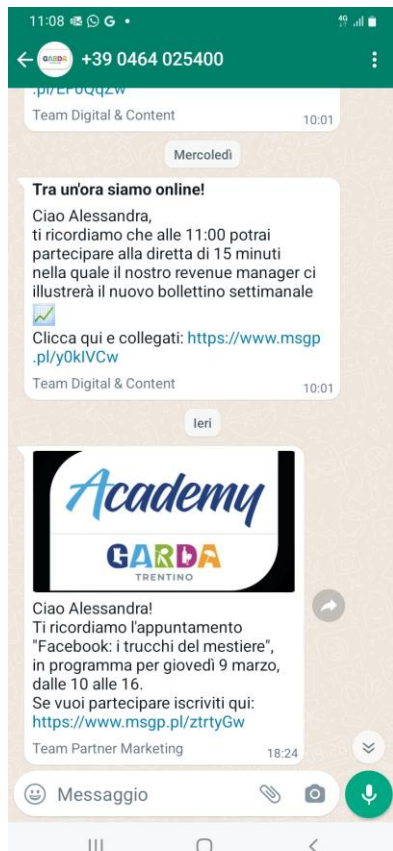 11:08
+39 0464 025400
Team Digital & Content
10:01
Mercoledì
Tra un'ora siamo online!
Ciao Alessandra,
ti ricordiamo che alle 11:00 potrai
partecipare alla diretta di 15 minuti
nella quale il nostro revenue manager ci
illustrerà il nuovo bollettino settimanale
Clicca qui e collegati: https://www.msgp
.pl/y0kIVCw
Team Digital & Content
10:01
Ieri
Academy
GARDA
TRENTINO
Ciao Alessandra!
Ti ricordiamo l'appuntamento
"Facebook: i trucchi del mestiere",
in programma per giovedì 9 marzo,
dalle 10 alle 16.
Se vuoi partecipare iscriviti qui:
https://www.msgp.pl/ztrtyGw
Team Partner Marketing
18:24
Messaggio